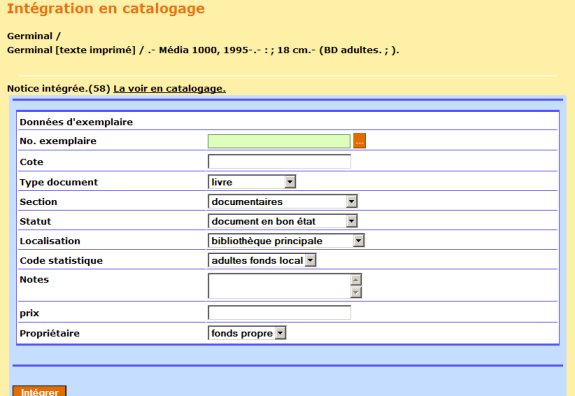 Intégration en catalogage
Germinal /
Germinal [texte imprimé] / .- Média 1000, 1995-.- : ; 18 cm.- (BD adultes. ; ).
Notice intégrée.(58) La voir en catalogage.
Données d'exemplaire
No. exemplaire ...
Cote
Type document livre
Section documentaires
Statut document en bon état
Localisation bibliothèque principale
Code statistique adultes fonds local
Notes
prix
Propriétaire fonds propre
Intégrer